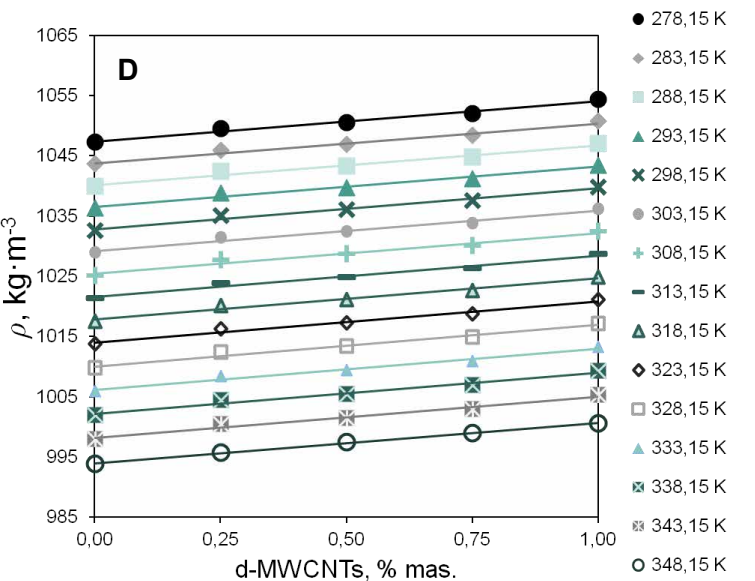 D
1065
1055
1045
1035
1025
1015
1005
995
985
ρ, kg·m-3
0,00 0,25 0,50 0,75 1,00
d-MWCNTs, % mas.
278,15 K
283,15 K
288,15 K
293,15 K
298,15 K
303,15 K
308,15 K
313,15 K
318,15 K
323,15 K
328,15 K
333,15 K
338,15 K
343,15 K
348,15 K